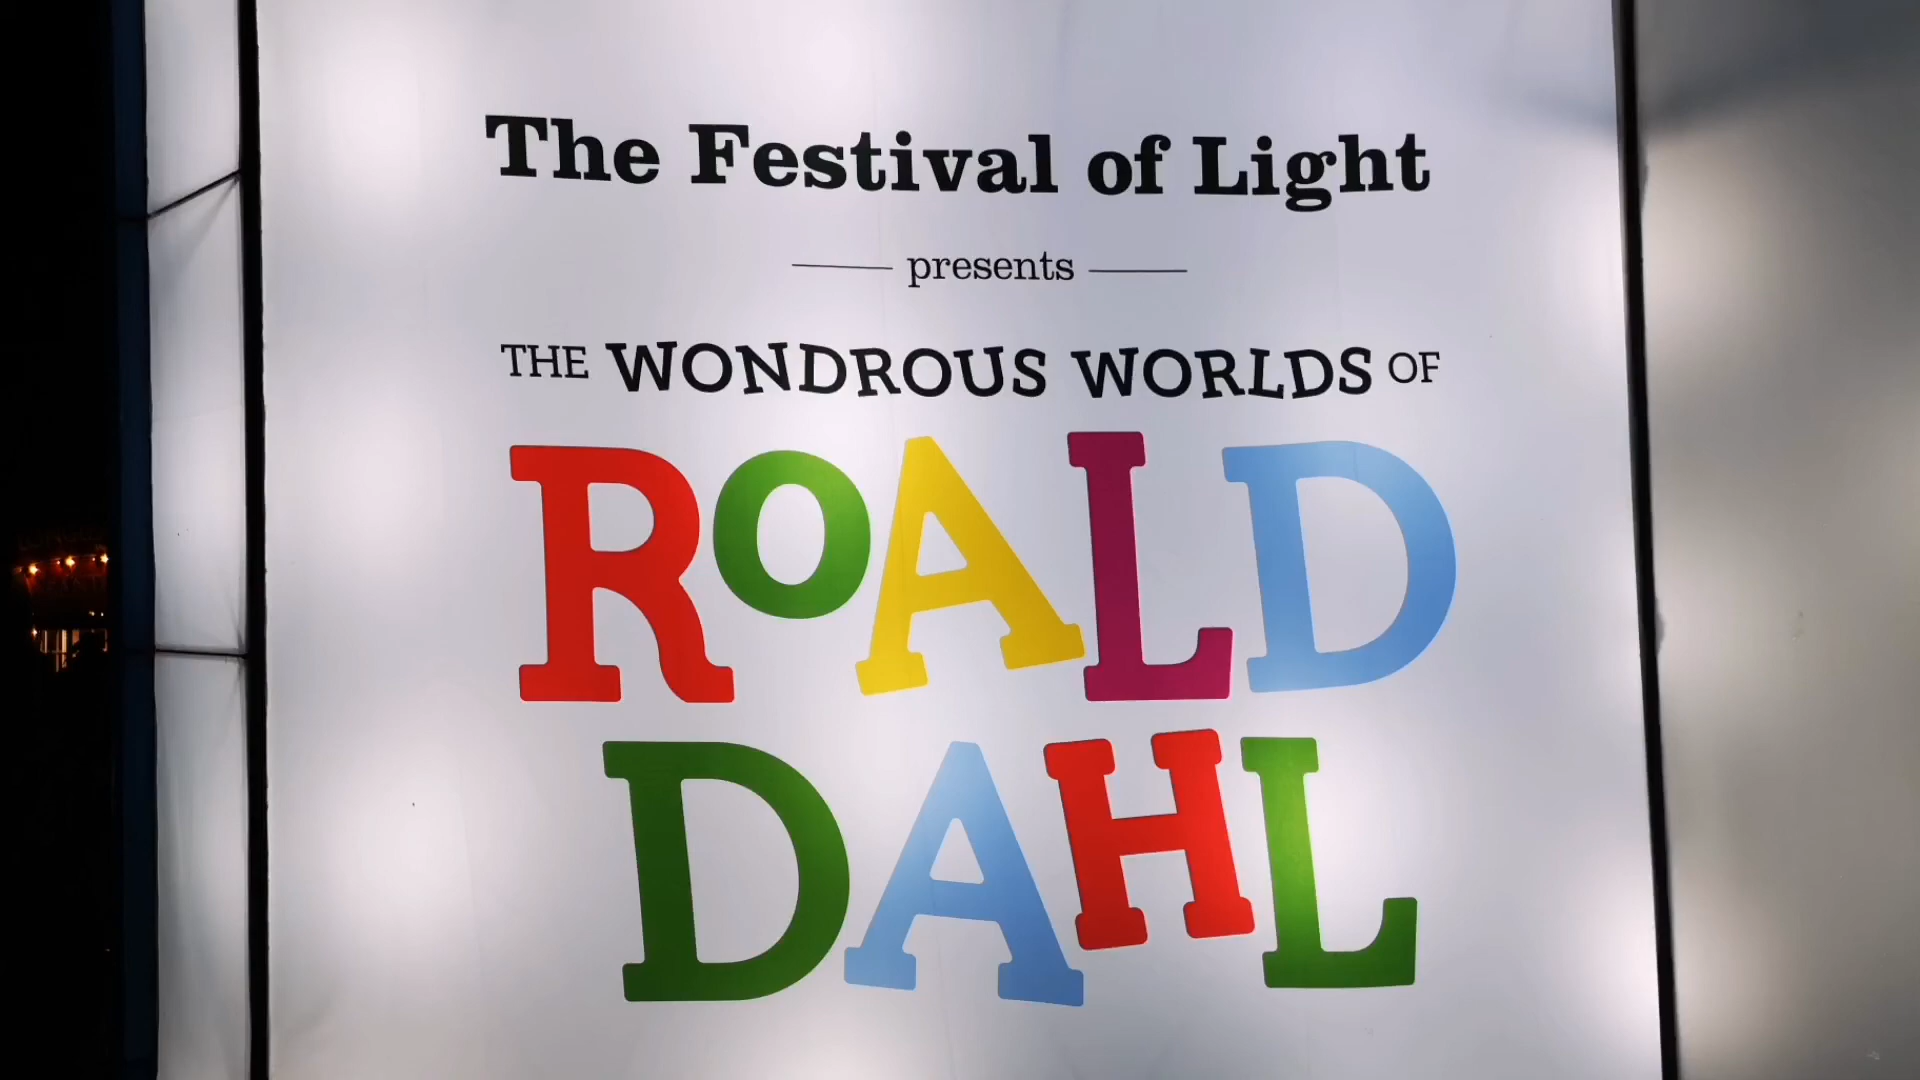 The Festival of Light
presents
THE WONDROUS WORLDS OF
ROALD
DAHL